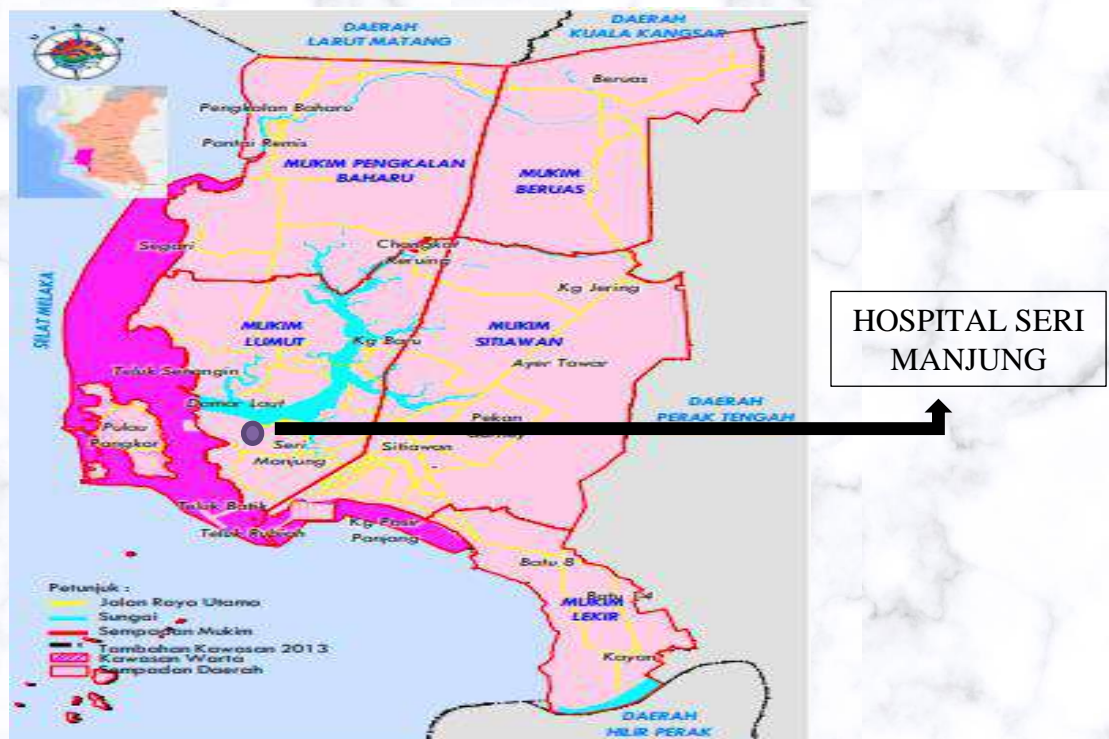 DAERAH
LARUT MATANG
DAERAH
KUALA KANGSAR
Beruas
Pengkalan Baharu
Pantai Remis
MUKIM PENGKALAN
BAHARU
MUKIM
BERUAS
Segari
Changkat
Keruing
Kg Jering
SELAT MELAKA
MUKIM
LUMUT
MUKIM
SITIAWAN
Kg Baru
Ayer Tawar
Teluk Senangin
Damar Laut
HOSPITAL SERI
MANJUNG
DAERAH
PERAK TENGAH
Pulau
Pangkor
Pekan
Gurney
Seri
Manjung
Sitiawan
Teluk Batik
Teluk Rubiah
Kg Pasir
Panjang
Batu 8
Batu 14
MUKIM
LEKIR
Kayan
Petunjuk :
Jalan Raya Utama
Sungai
Sempadan Mukim
Tambahan Kawasan 2013
Kawasan Warta
Sempadan Daerah
DAERAH
HILIR PERAK